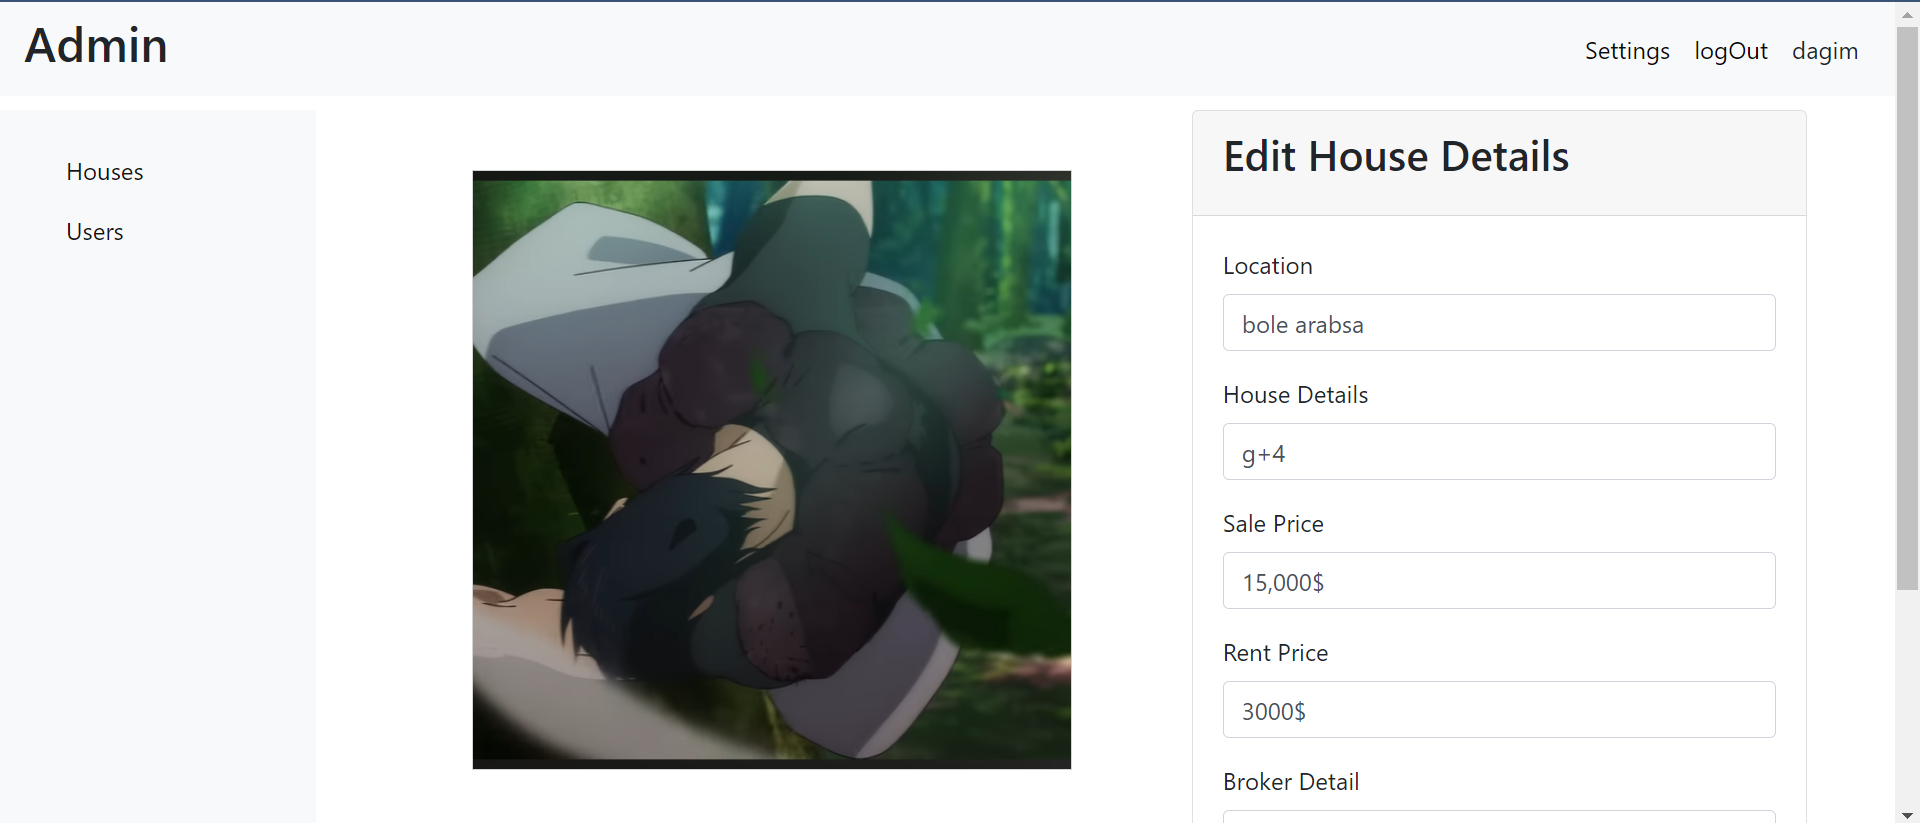 Admin
Settings logOut dagim
Houses
Users
Edit House Details
Location
bole arabsa
House Details
g+4
Sale Price
15,000$
Rent Price
3000$
Broker Detail